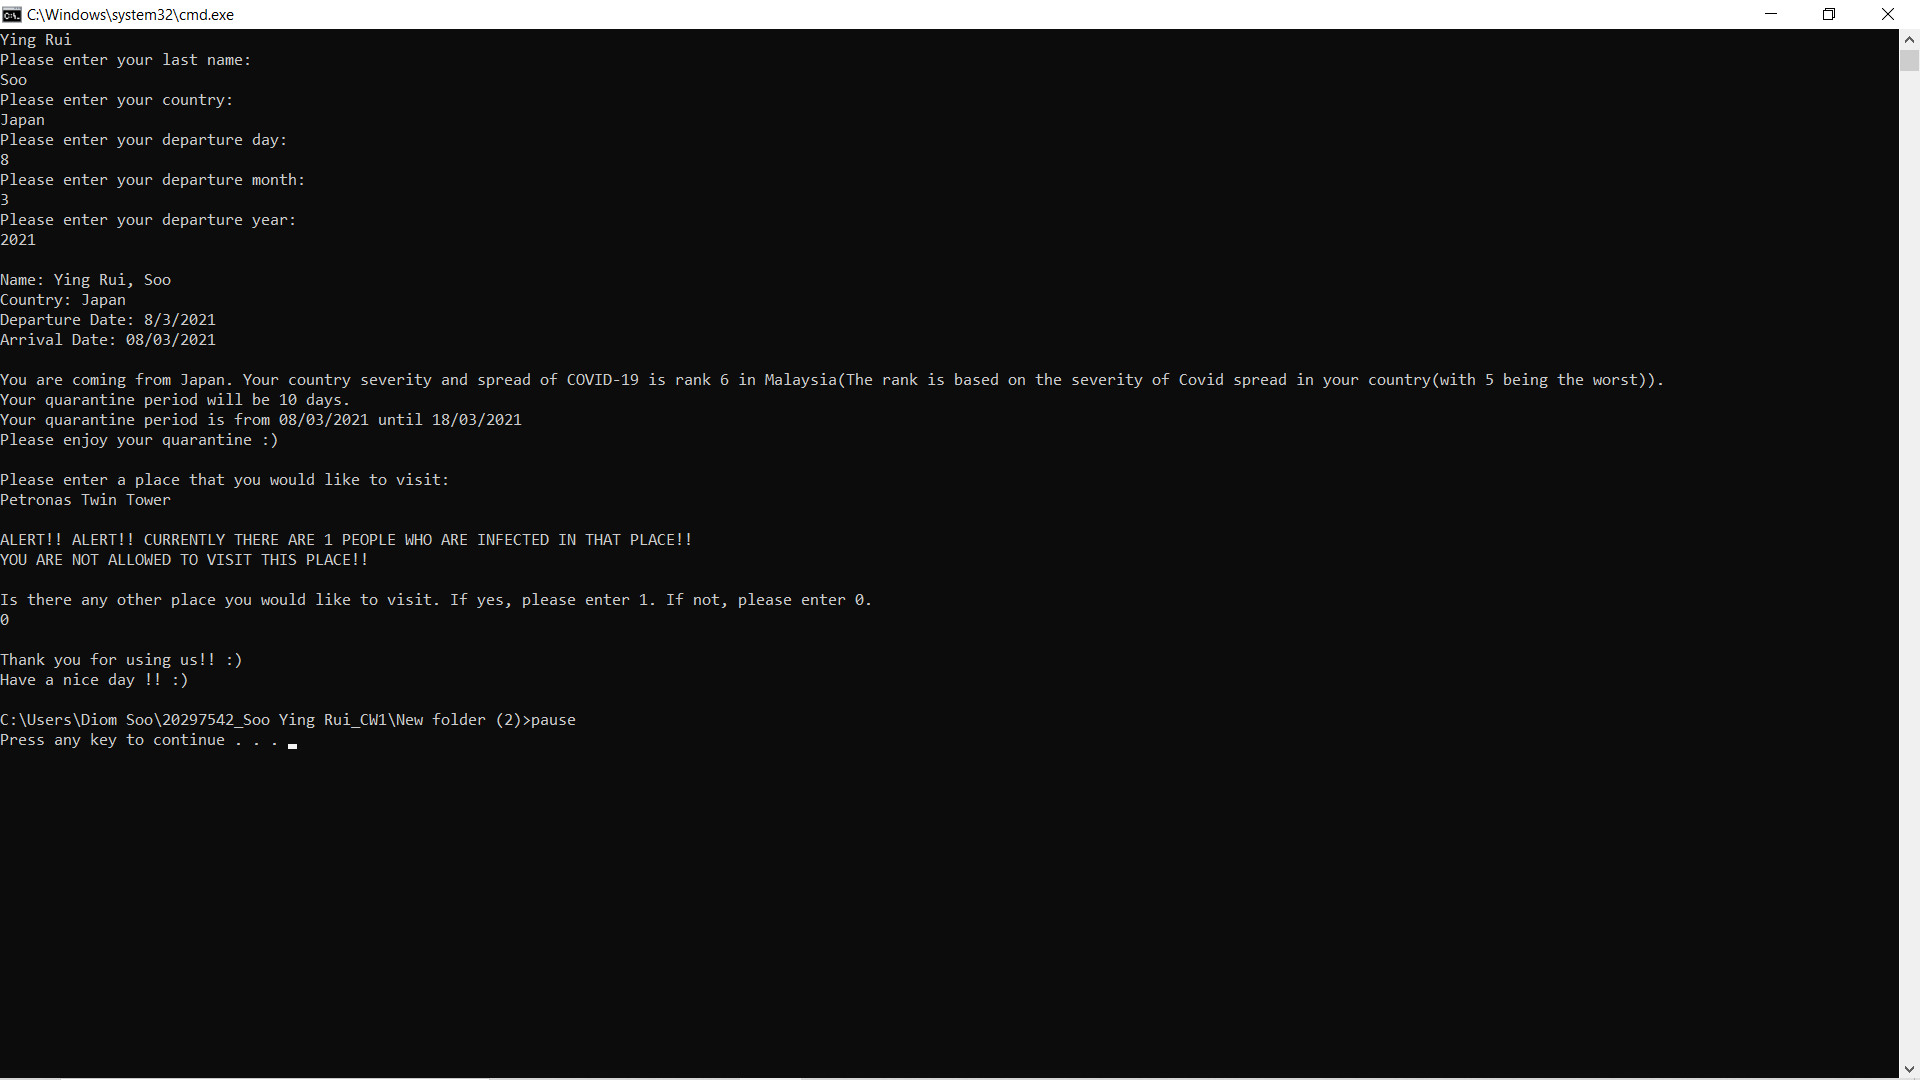 C:\Windows\system32\cmd.exe
Ying Rui
Please enter your last name:
Soo
Please enter your country:
Japan
Please enter your departure day:
8
Please enter your departure month:
3
Please enter your departure year:
2021
Name: Ying Rui, Soo
Country: Japan
Departure Date: 8/3/2021
Arrival Date: 08/03/2021
You are coming from Japan. Your country severity and spread of COVID-19 is rank 6 in Malaysia(The rank is based on the severity of Covid spread in your country(with 5 being the worst)).
Your quarantine period will be 10 days.
Your quarantine period is from 08/03/2021 until 18/03/2021
Please enjoy your quarantine :)
Please enter a place that you would like to visit:
Petronas Twin Tower
ALERT!! ALERT!! CURRENTLY THERE ARE 1 PEOPLE WHO ARE INFECTED IN THAT PLACE!!
YOU ARE NOT ALLOWED TO VISIT THIS PLACE!!
Is there any other place you would like to visit. If yes, please enter 1. If not, please enter 0.
0
Thank you for using us!! :)
Have a nice day !! :)
C:\Users\Diom Soo\20297542_Soo Ying Rui_CW1\New folder (2)>pause
Press any key to continue . . .